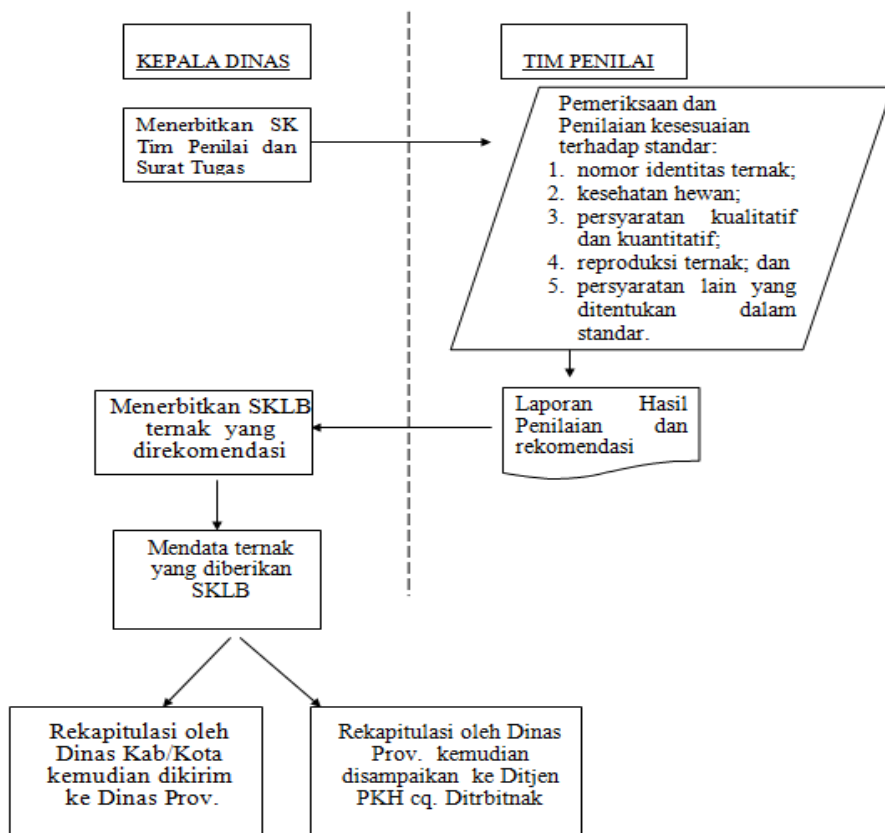 KEPALA DINAS
TIM PENILAI
Menerbitkan SK
Tim Penilai dan
Surat Tugas
Pemeriksaan dan
Penilaian kesesuaian
terhadap standar:
1. nomor identitas ternak;
2. kesehatan hewan;
3. persyaratan kualitatif
dan kuantitatif;
4. reproduksi ternak; dan
5. persyaratan lain yang
ditentukan dalam
standar.
Laporan Hasil
Penilaian dan
rekomendasi
Menerbitkan SKLB
ternak yang
direkomendasi
Mendata ternak
yang diberikan
SKLB
Rekapitulasi oleh
Dinas Kab/Kota
kemudian dikirim
ke Dinas Prov.
Rekapitulasi oleh Dinas
Prov. kemudian
disampaikan ke Ditjen
PKH cq. Ditrbitnak